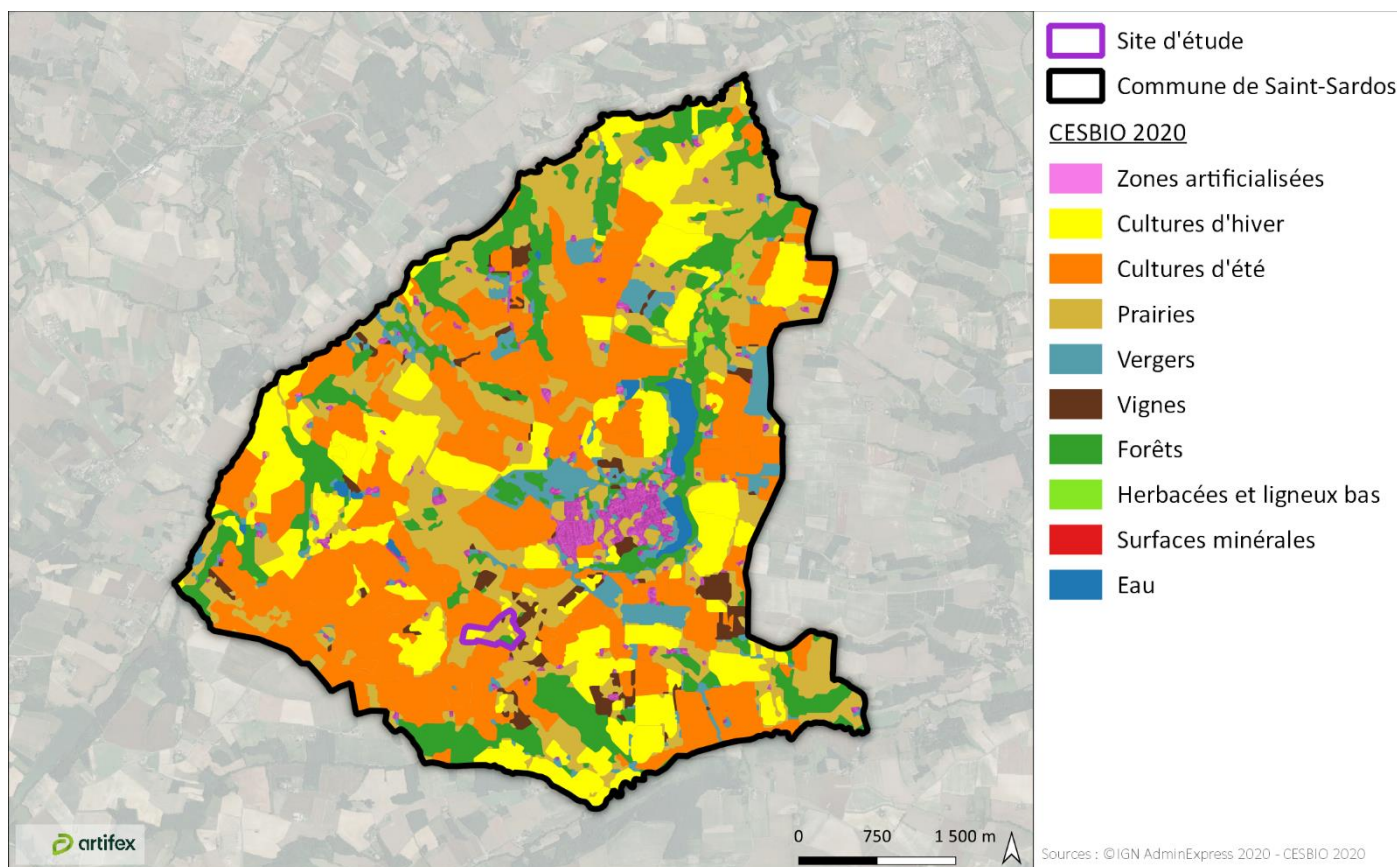 Site d'étude
Commune de Saint-Sardos
CESBIO 2020
Zones artificialisées
Cultures d'hiver
Cultures d'été
Prairies
Vergers
Vignes
Forêts
Herbacées et ligneux bas
Surfaces minérales
Eau
artifex
0 750 1 500 m
Sources : ©IGN AdminExpress 2020 - CESBIO 2020